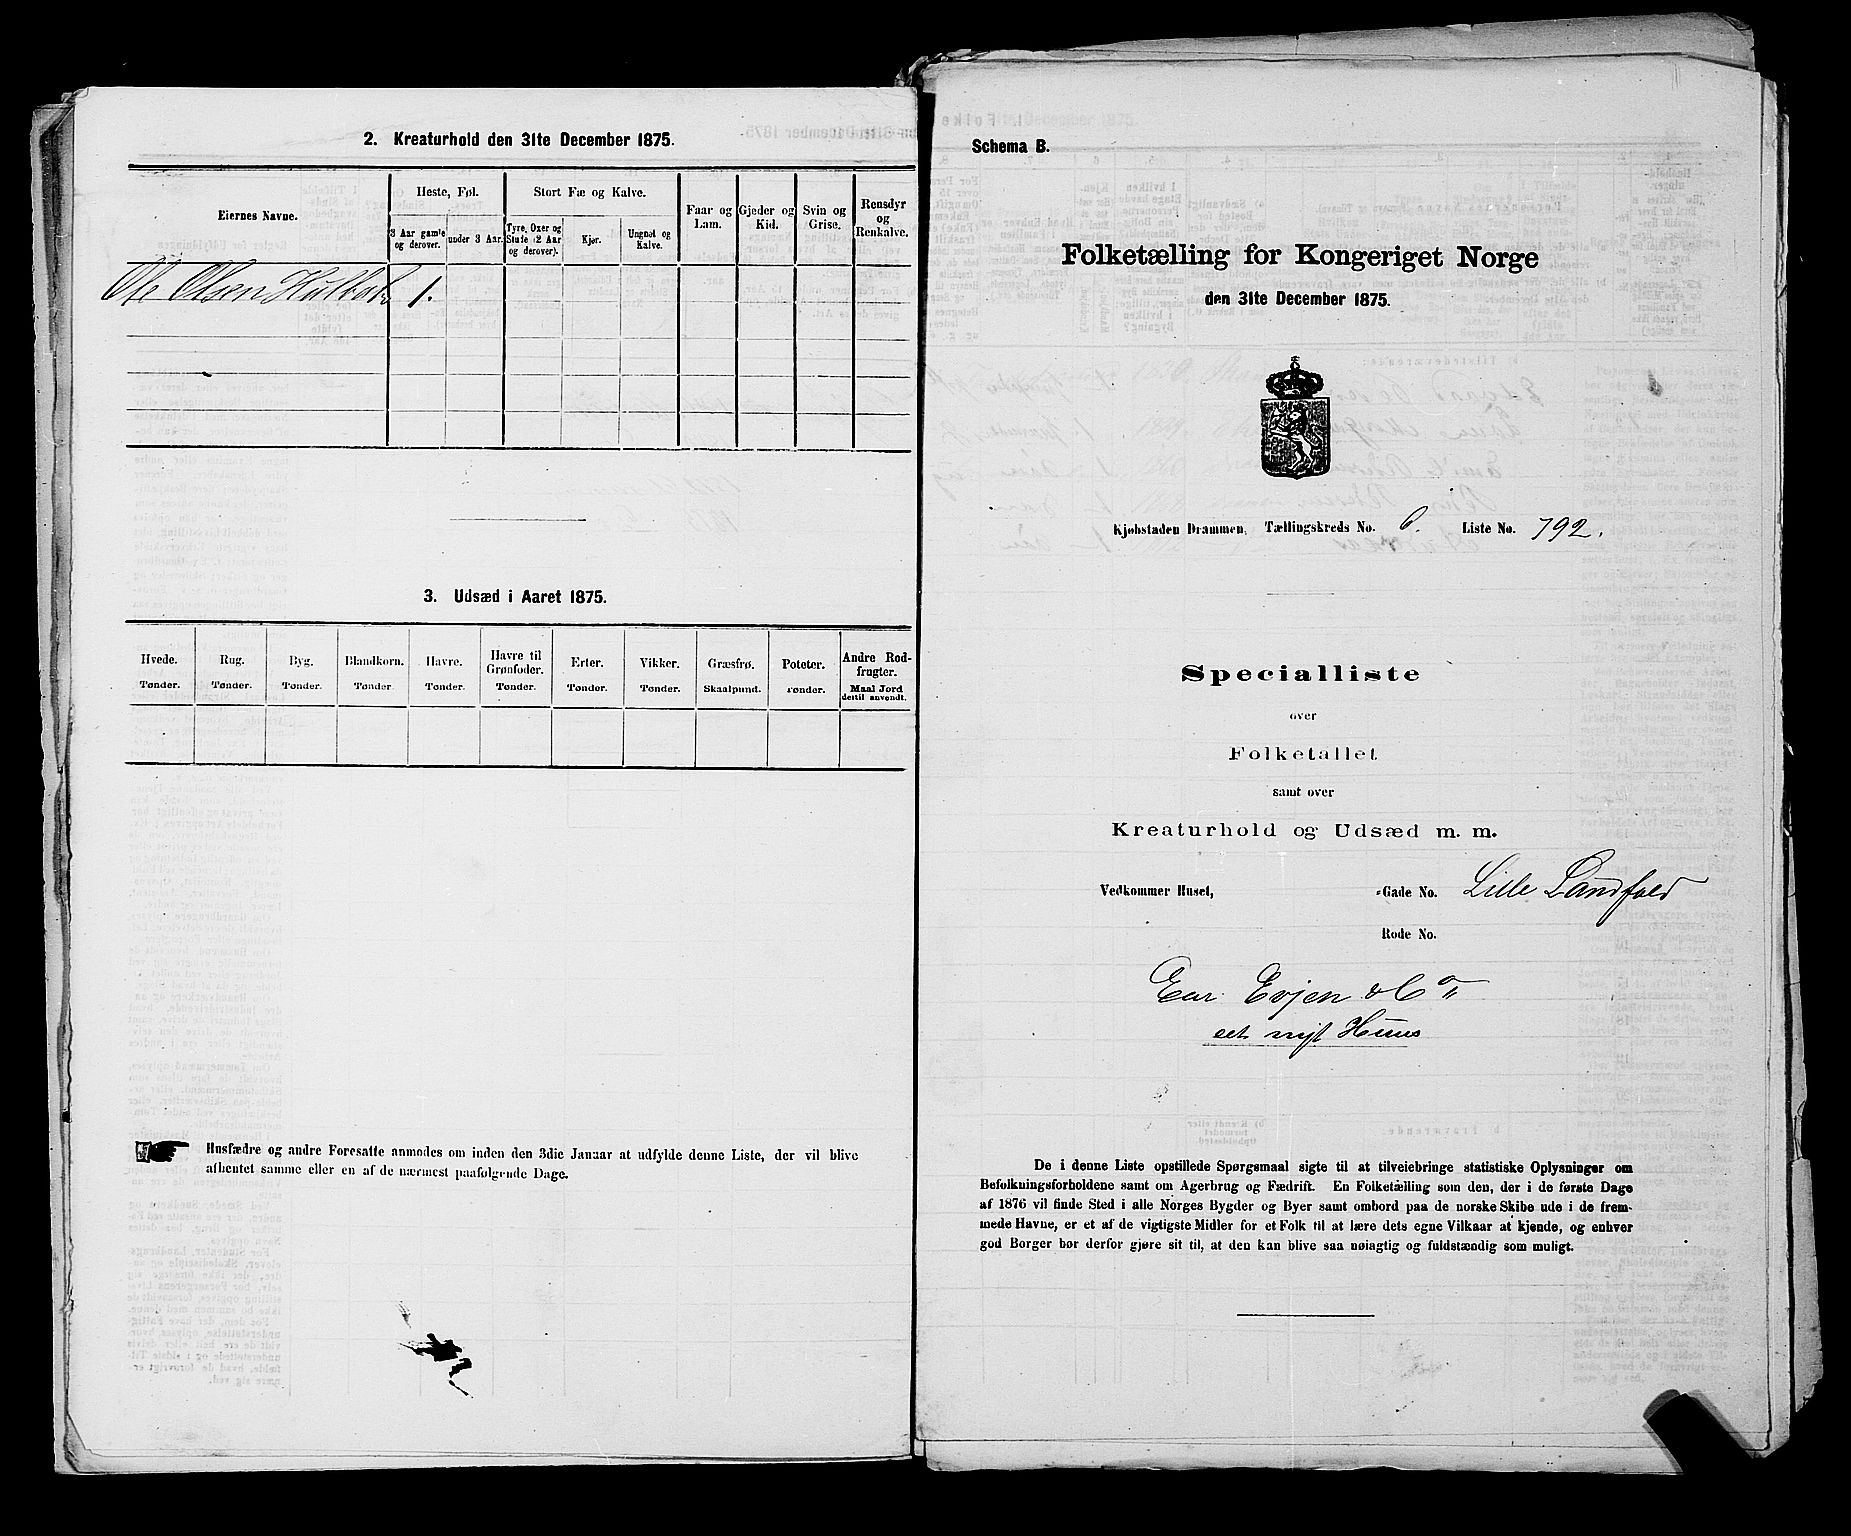 2. Kreaturhold den 31te December 1875.
Eiernes Navne.
Heste, Føl.
3 Aar gamle og derover.
under 3 Aar.
Stort Fæ og Kalve.
Tyre, Oxer og Stude (2 Aar og derover).
Kjør.
Ungnøt og Kalve.
Faar og Lam.
Gjeder og Kid.
Svin og Grise.
Rensdyr og Renkalve.
Ole Olsen 1.
3. Udsæd i Aaret 1875.
Hvede. Tønder.
Rug. Tønder.
Byg. Tønder.
Blandkorn. Tønder.
Havre. Tønder.
Havre til Grønfoder. Tønder.
Erter. Tønder.
Vikker. Tønder.
Græsfrø. Skaalpund.
Poteter. Tønder.
Andre Rodfrugter. Maal Jord dertil anvendt.
Husfædre og andre Foresatte anmodes om inden den 3die Januar at udfylde denne Liste, der vil blive
afhentet samme eller en af de nærmest paafølgende Dage.
Schema B.
Folketælling for Kongeriget Norge
den 31te December 1875.
Kjøbstaden Drammen, Tællingskreds No. 6. Liste No. 792.
Specialliste
over
Folketallet
samt over
Kreaturhold og Udsæd m. m.
Vedkommer Huset, -Gade No. Lille Landfald
Rode No.
Evjen & Co
et nyt Huus
De i denne Liste opstillede Spørgsmaal sigte til at tilveiebringe statistiske Oplysninger om
Befolkningsforholdene samt om Agerbrug og Fædrift. En Folketælling som den, der i de første Dage
af 1876 vil finde Sted i alle Norges Bygder og Byer samt ombord paa de norske Skibe ude i de frem-
mede Havne, er et af de vigtigste Midler for et Folk til at lære dets egne Vilkaar at kjende, og enhver
god Borger bør derfor gjøre sit til, at den kan blive saa nøiagtig og fuldstændig som muligt.